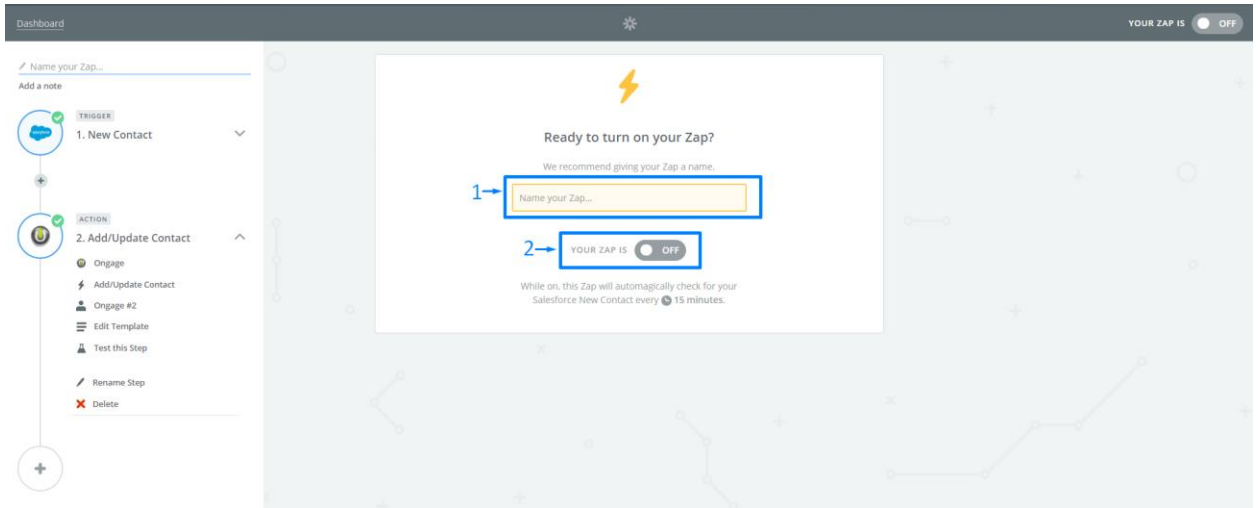 Dashboard
YOUR ZAP IS OFF
Name your Zap...
Add a note
TRIGGER
1. New Contact
ACTION
2. Add/Update Contact
Ongage
Add/Update Contact
Ongage #2
Edit Template
Test this Step
Rename Step
Delete
Ready to turn on your Zap?
We recommend giving your Zap a name.
1
Name your Zap...
2
YOUR ZAP IS OFF
While on, this Zap will automagically check for your
Salesforce New Contact every 15 minutes.